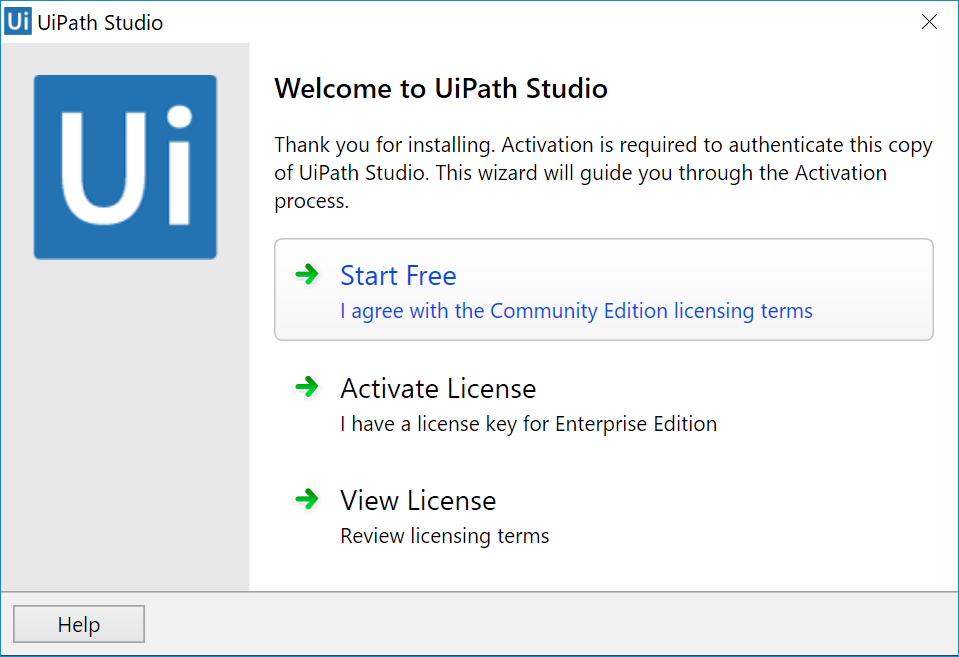 Ui UiPath Studio
Ui
Welcome to UiPath Studio
Thank you for installing. Activation is required to authenticate this copy
of UiPath Studio. This wizard will guide you through the Activation
process.
Start Free
I agree with the Community Edition licensing terms
Activate License
I have a license key for Enterprise Edition
View License
Review licensing terms
Help